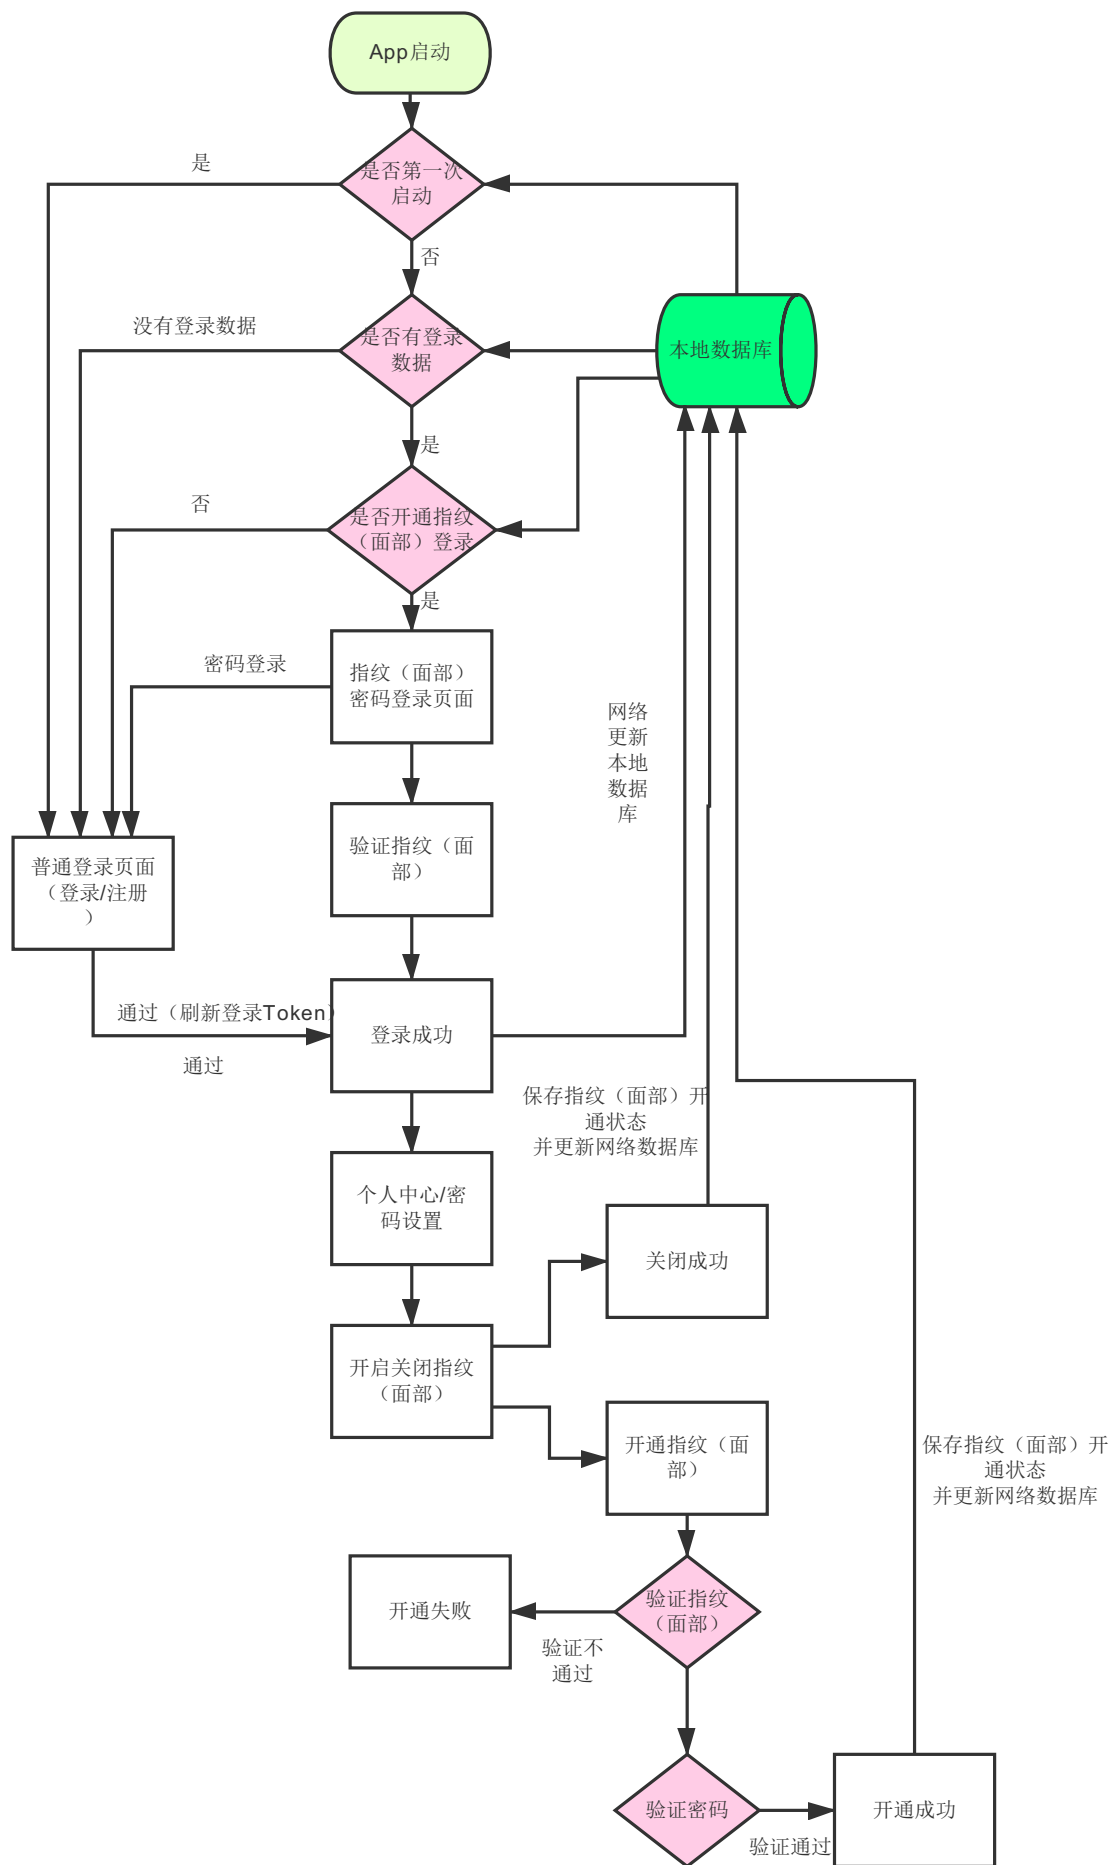 App启动
是
是否第一次
启动
否
没有登录数据
是否有登录
数据
本地数据库
是
否
是否开通指纹
（面部）登录
是
密码登录
指纹（面部）
密码登录页面
网络
更新
本地
数据
库
验证指纹（面
部）
普通登录页面
（登录/注册
）
通过（刷新登录Token）
登录成功
通过
保存指纹（面部）开
通状态
并更新网络数据库
个人中心/密
码设置
关闭成功
开启关闭指纹
（面部）
开通指纹（面
部）
保存指纹（面部）开
通状态
并更新网络数据库
开通失败
验证指纹
（面部）
验证不
通过
验证密码
开通成功
验证通过